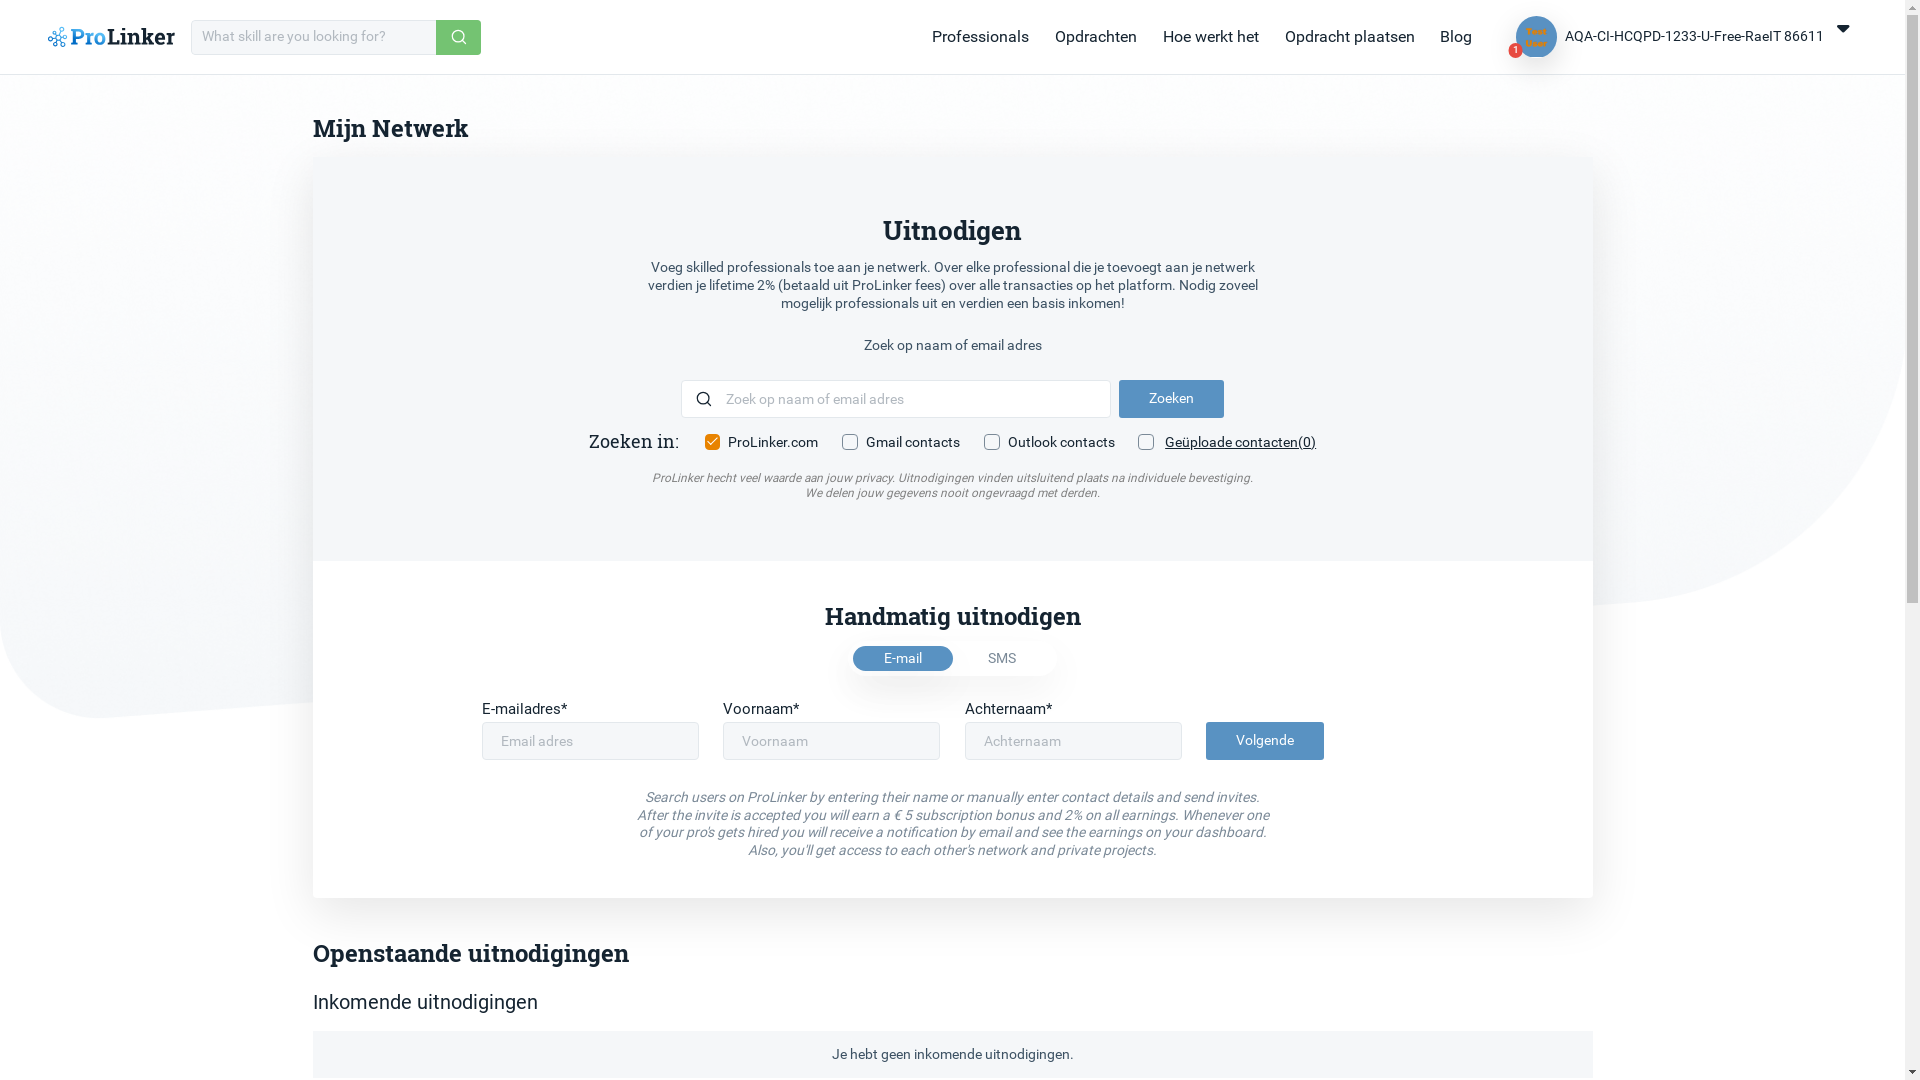 ProLinker
What skill are you looking for?
Professionals
Opdrachten
Hoe werkt het
Opdracht plaatsen
Blog
Test
User
1
AQA-CI-HCQPD-1233-U-Free-RaeIT 86611
Mijn Netwerk
Uitnodigen
Voeg skilled professionals toe aan je netwerk. Over elke professional die je toevoegt aan je netwerk
verdien je lifetime 2% (betaald uit ProLinker fees) over alle transacties op het platform. Nodig zoveel
mogelijk professionals uit en verdien een basis inkomen!
Zoek op naam of email adres
Zoek op naam of email adres
Zoeken
Zoeken in:
ProLinker.com
Gmail contacts
Outlook contacts
Geüploade contacten(0)
ProLinker hecht veel waarde aan jouw privacy. Uitnodigingen vinden uitsluitend plaats na individuele bevestiging.
We delen jouw gegevens nooit ongevraagd met derden.
Handmatig uitnodigen
E-mail
SMS
E-mailadres*
Voornaam*
Achternaam*
Email adres
Voornaam
Achternaam
Volgende
Search users on ProLinker by entering their name or manually enter contact details and send invites.
After the invite is accepted you will earn a € 5 subscription bonus and 2% on all earnings. Whenever one
of your pro's gets hired you will receive a notification by email and see the earnings on your dashboard.
Also, you'll get access to each other's network and private projects.
Openstaande uitnodigingen
Inkomende uitnodigingen
Je hebt geen inkomende uitnodigingen.